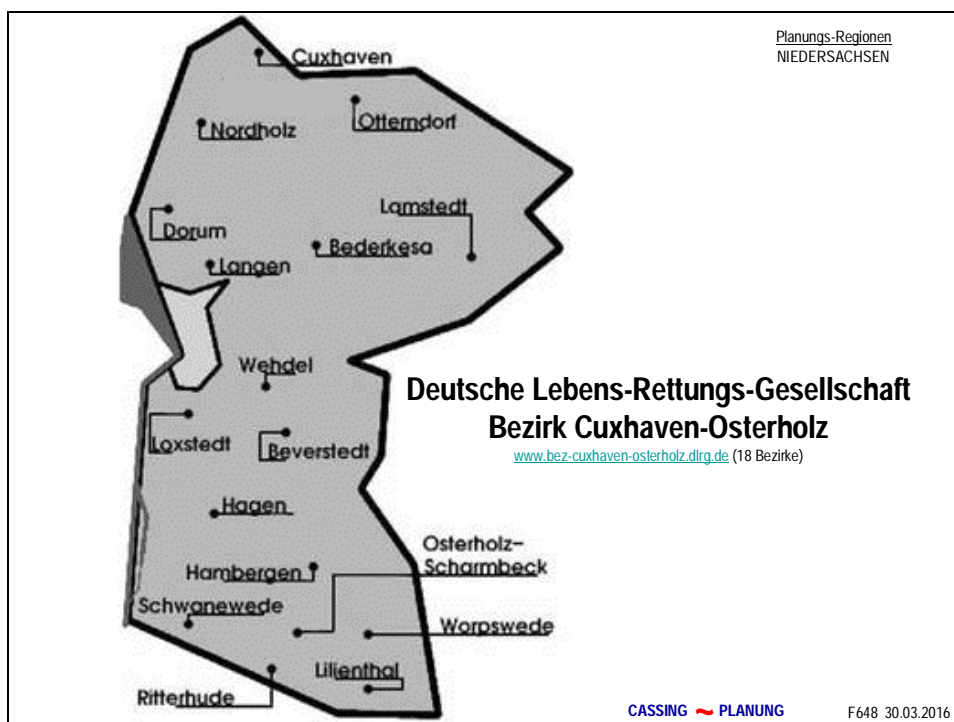 Planungs-Regionen
NIEDERSACHSEN
Cuxhaven
Otterndorf
Nordholz
Lamstedt
Dorum
Bederkesa
Langen
Wehdel
Deutsche Lebens-Rettungs-Gesellschaft
Bezirk Cuxhaven-Osterholz
www.bez-cuxhaven-osterholz.dlrg.de (18 Bezirke)
Loxstedt
Beverstedt
Hagen
Osterholz-
Scharmbeck
Hambergen
Schwanewede
Worpswede
Lilienthal
Ritterhude
CASSING ~ PLANUNG
F648 30.03.2016